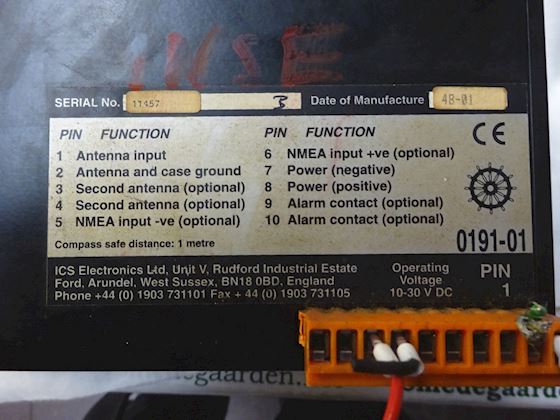 INSE
SERIAL No. 11457 B Date of Manufacture 48-01
PIN FUNCTION PIN FUNCTION
1 Antenna input
2 Antenna and case ground
3 Second antenna (optional)
4 Second antenna (optional)
5 NMEA input -ve (optional)
6 NMEA input +ve (optional)
7 Power (negative)
8 Power (positive)
9 Alarm contact (optional)
10 Alarm contact (optional)
CE
Compass safe distance: 1 metre
0191-01
ICS Electronics Ltd, Unit V, Rudford Industrial Estate
Ford, Arundel, West Sussex, BN18 0BD, England
Phone +44 (0) 1903 731101 Fax + 44 (0) 1903 731105
Operating
Voltage
10-30 V DC
PIN
1